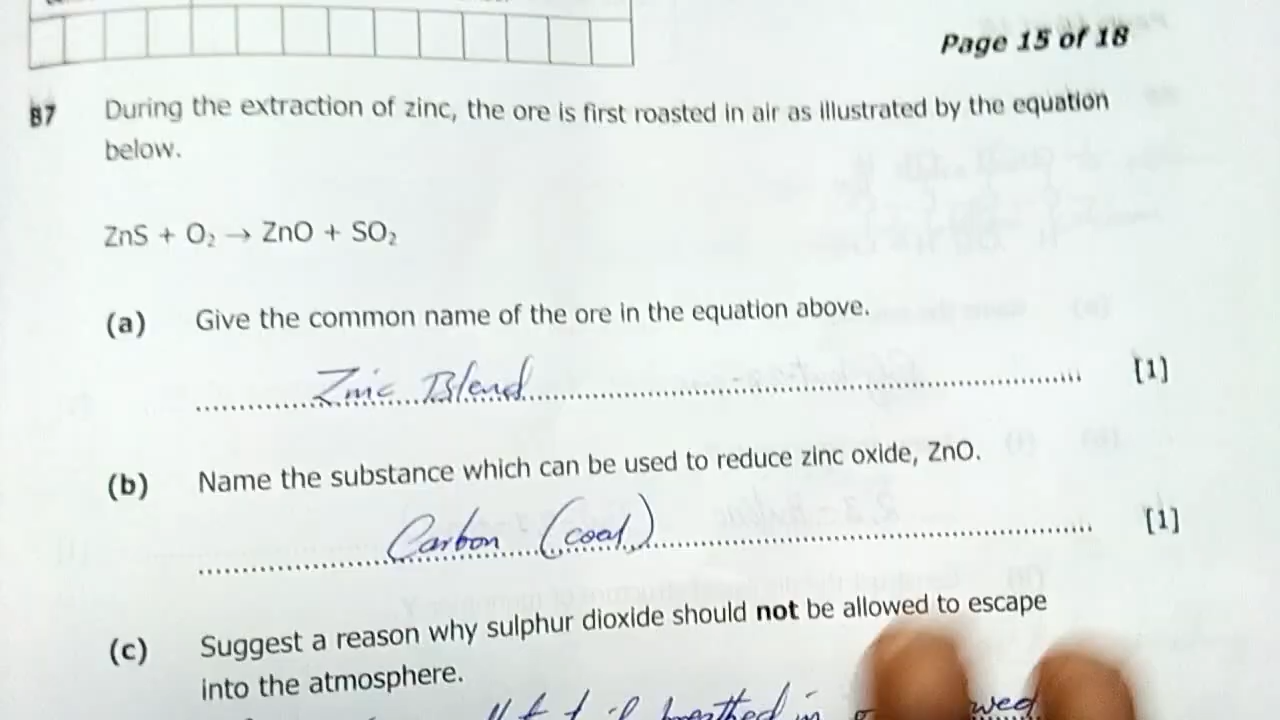 Page 15 of 18
B7 During the extraction of zinc, the ore is first roasted in air as illustrated by the equation
below.
ZnS + O₂ → ZnO + SO₂
(a) Give the common name of the ore in the equation above.
Zinc Blend
[1]
(b) Name the substance which can be used to reduce zinc oxide, ZnO.
Carbon (coal)
[1]
(c) Suggest a reason why sulphur dioxide should not be allowed to escape
into the atmosphere.
breathed in